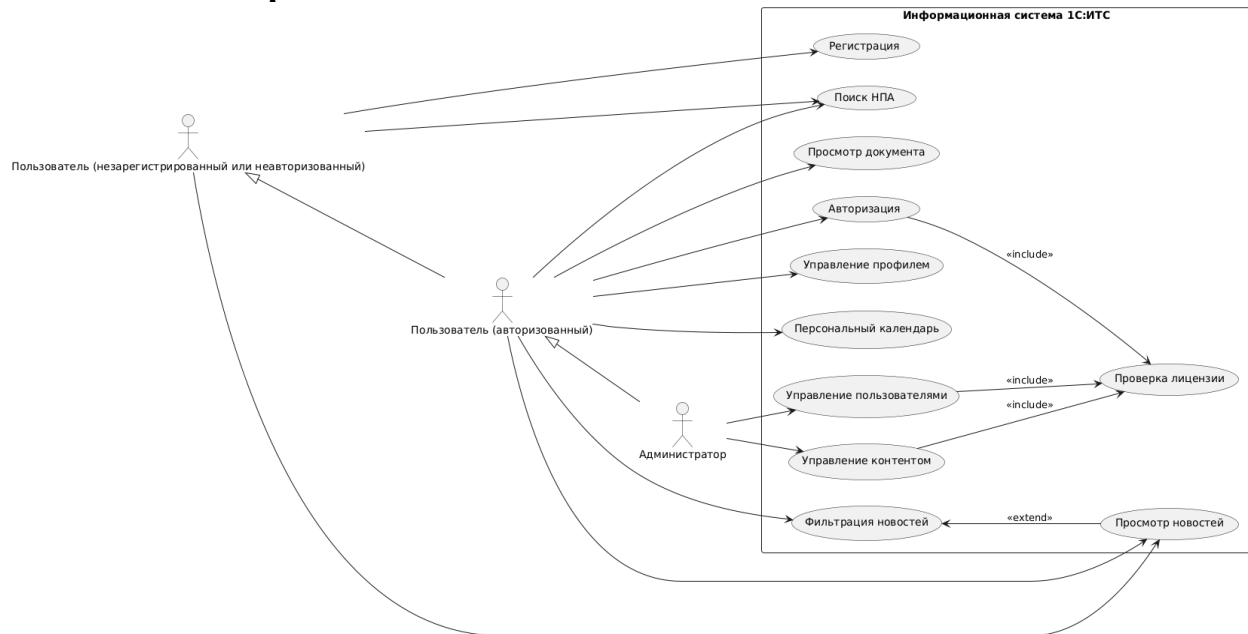 Информационная система 1С:ИТС
Регистрация
Поиск НПА
Пользователь (незарегистрированный или неавторизованный)
Просмотр документа
Авторизация
«include»
Управление профилем
Пользователь (авторизованный)
Персональный календарь
Проверка лицензии
«include»
Управление пользователями
«include»
Администратор
Управление контентом
Фильтрация новостей
«extend»
Просмотр новостей